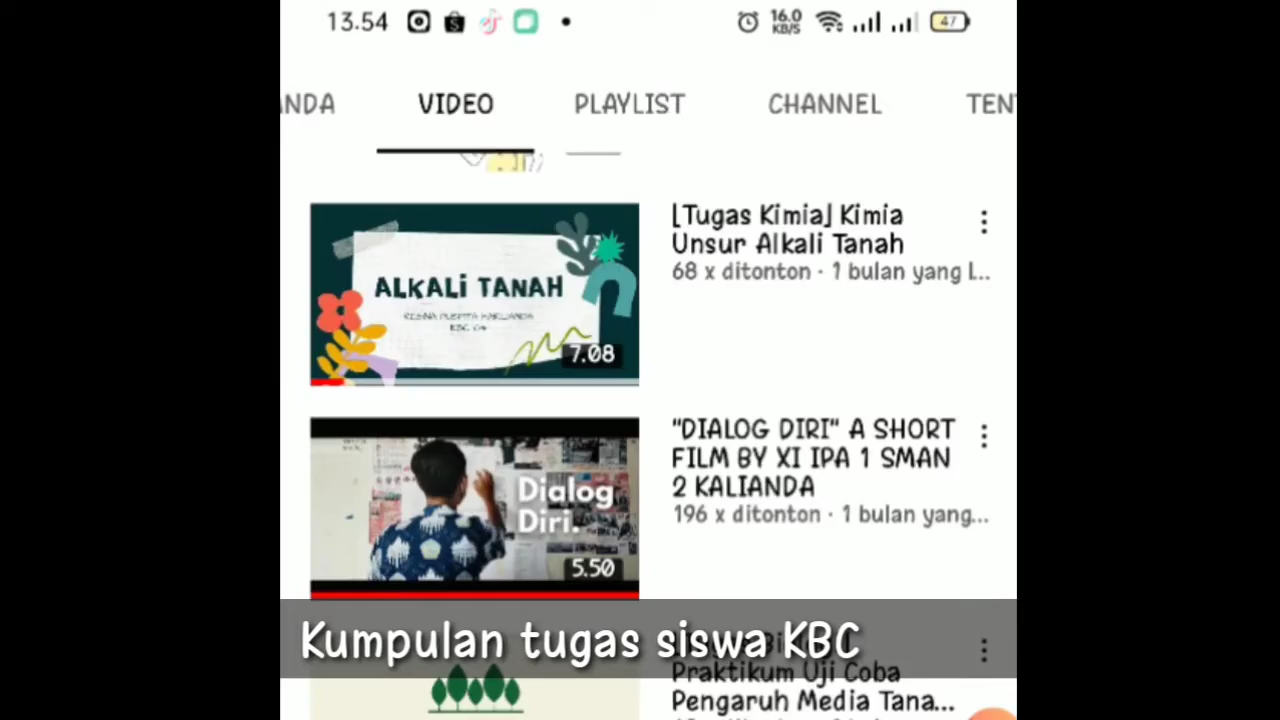 13.54
16.0
KB/S
47
ANDA
VIDEO
PLAYLIST
CHANNEL
TEN
ALKALi TANAH
7.08
[Tugas Kimia] Kimia
Unsur Alkali Tanah
68 x ditonton · 1 bulan yang l...
Dialog
Diri.
5.50
"DIALOG DIRI" A SHORT
FILM BY XI IPA 1 SMAN
2 KALIANDA
196 x ditonton · 1 bulan yang...
Kumpulan tugas siswa KBC
Praktikum Uji Coba
Pengaruh Media Tana...